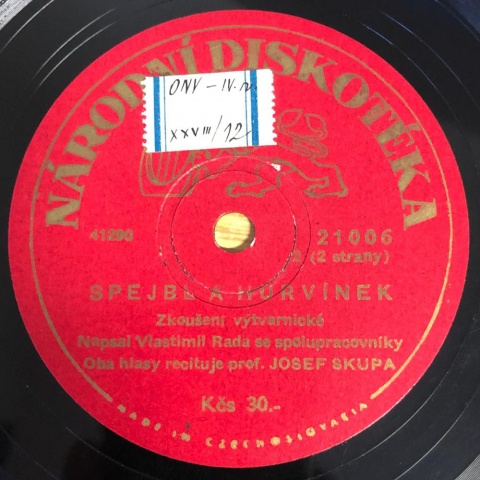 NÁRODNÍ DISKOTÉKA
ONV - IV. n.
XXVIII/12
41290
21006
B (2 strany)
SPEJBL A HURVÍNEK
Zkoušení výtvarnické
Napsal Vlastimil Rada se spolupracovníky
Oba hlasy recituje prof. JOSEF SKUPA
Kčs 30.-
MADE IN CZECHOSLOVAKIA